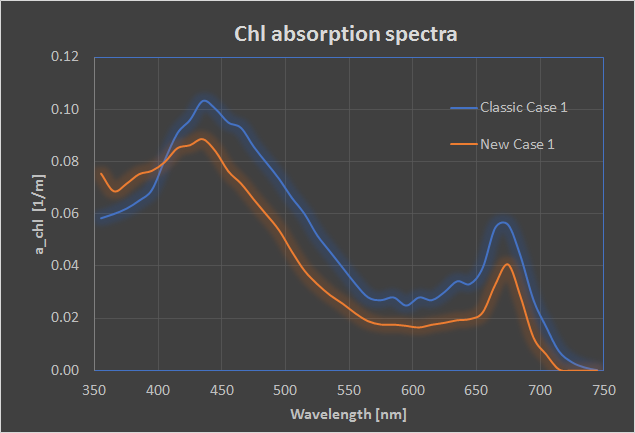 Chl absorption spectra
0.12
0.10
0.08
0.06
0.04
0.02
0.00
a_chl [1/m]
Classic Case 1
New Case 1
350 400 450 500 550 600 650 700 750
Wavelength [nm]